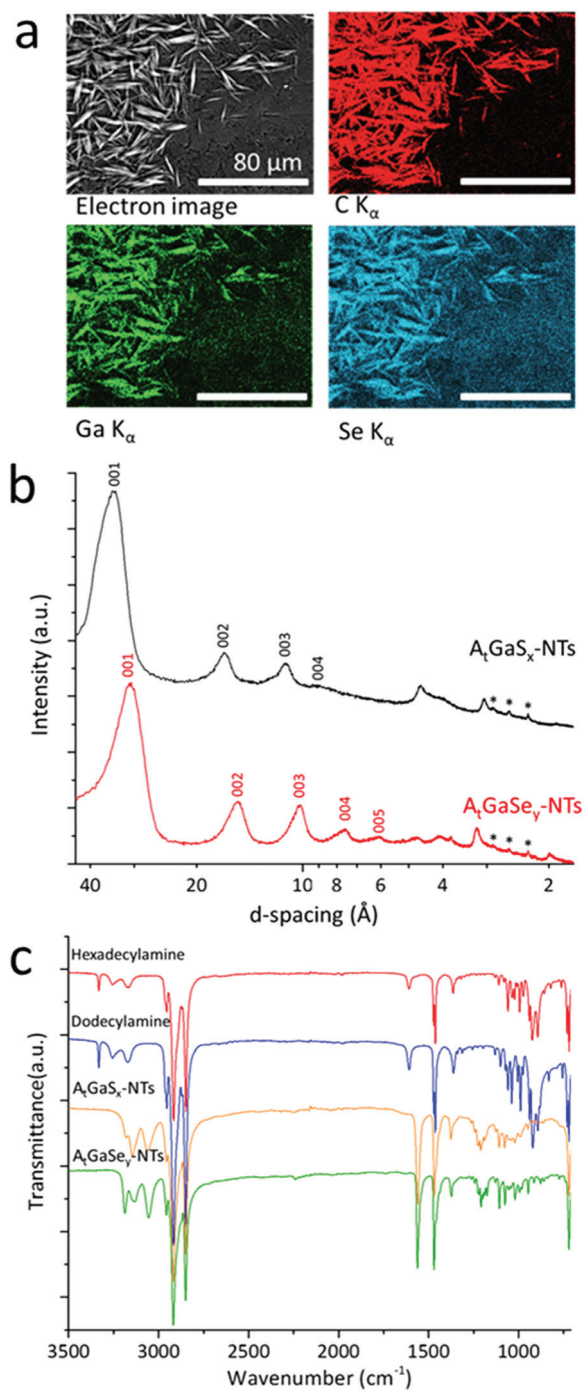 a
80 μm
Electron image
C Kα
Ga Kα
Se Kα
b
Intensity (a.u.)
001
002
003
004
AₜGaSₓ-NTs
* * *
001
002
003
004
005
AₜGaSeᵧ-NTs
* * *
40 20 10 8 6 4 2
d-spacing (Å)
c
Transmittance(a.u.)
Hexadecylamine
Dodecylamine
AₜGaSₓ-NTs
AₜGaSeᵧ-NTs
3500 3000 2500 2000 1500 1000
Wavenumber (cm⁻¹)